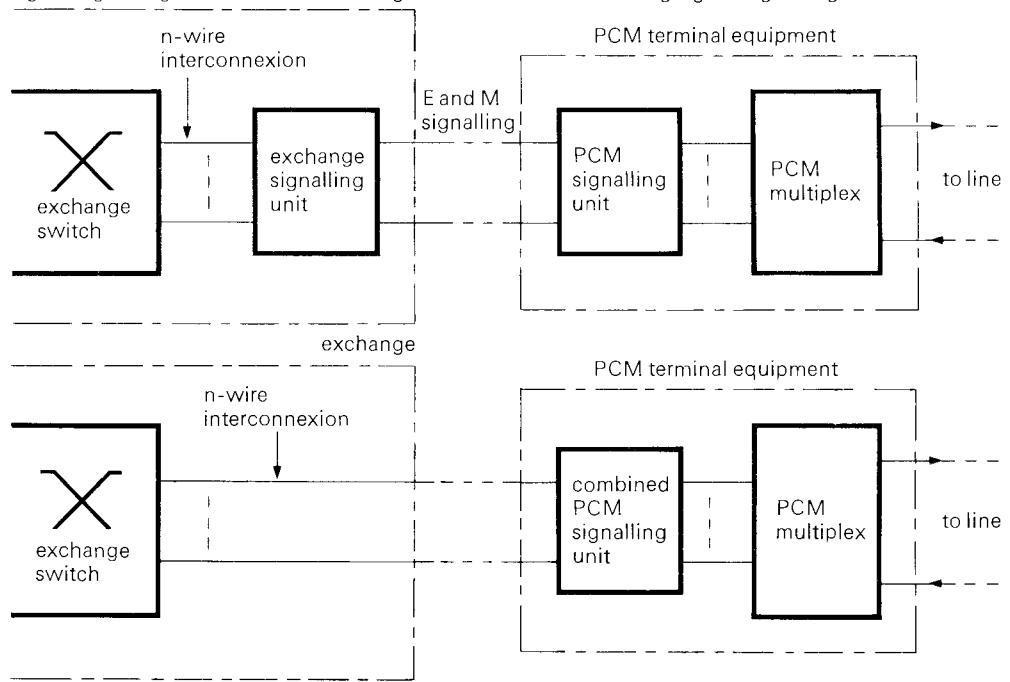 n-wire
interconnexion
PCM terminal equipment
E and M
signalling
exchange
switch
exchange
signalling
unit
PCM
signalling
unit
PCM
multiplex
to line
exchange
PCM terminal equipment
n-wire
interconnexion
exchange
switch
combined
PCM
signalling
unit
PCM
multiplex
to line